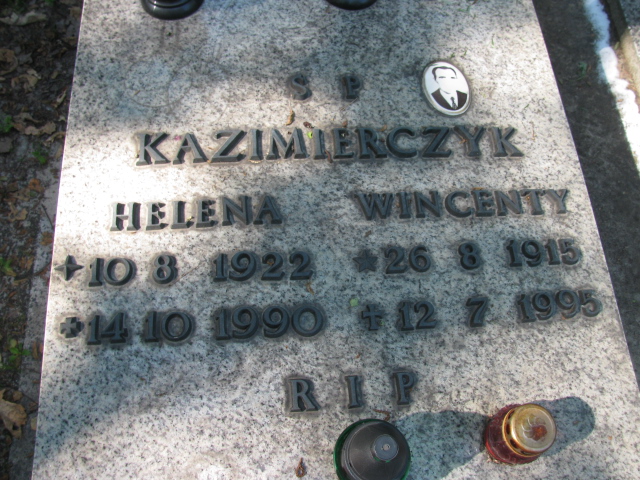 S P
KAZIMIERCZYK
HELENA WINCENTY
10 8 1922 * 26 8 1915
+ 14 10 1990 + 12 7 1995
R I P